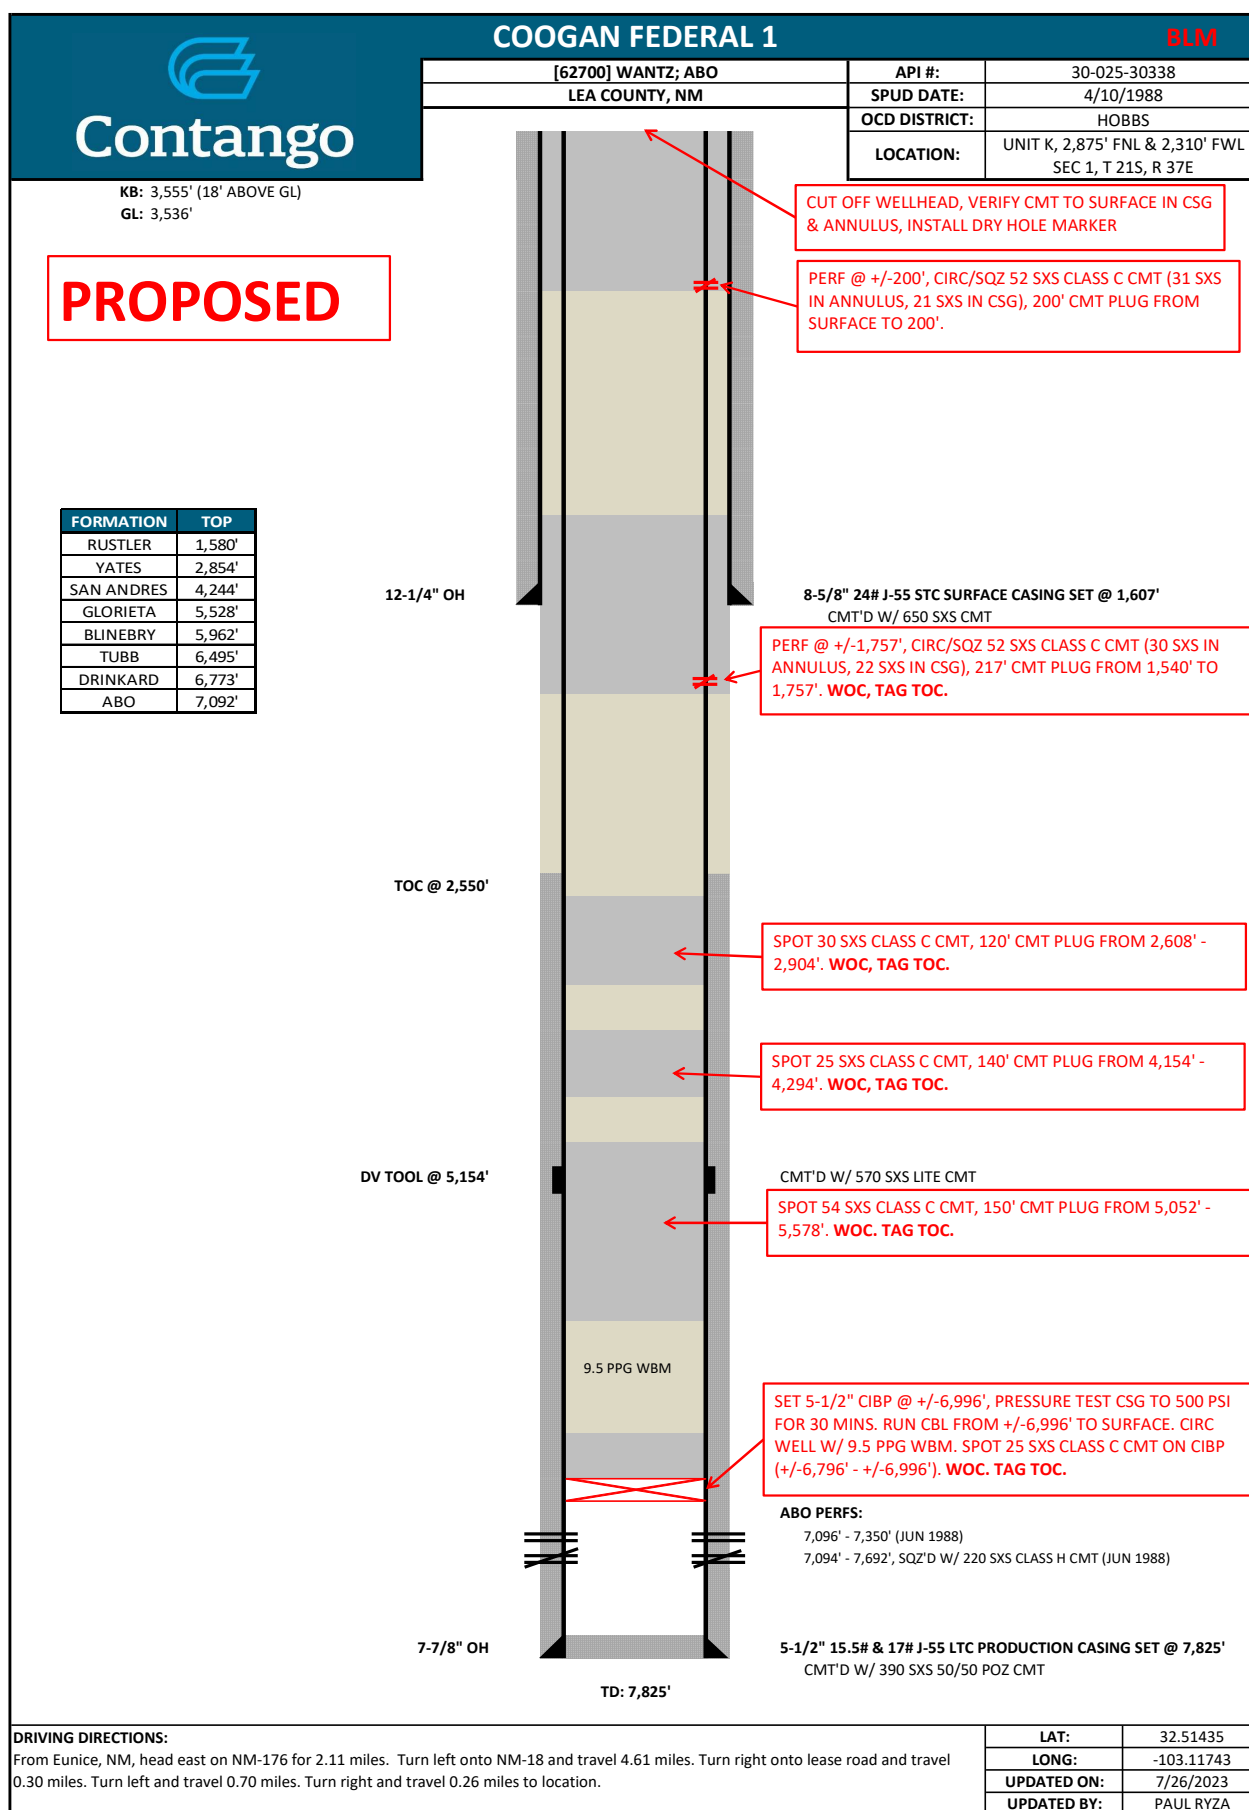 COOGAN FEDERAL 1
BLM
Contango
[62700] WANTZ; ABO
LEA COUNTY, NM
API #: 30-025-30338
SPUD DATE: 4/10/1988
OCD DISTRICT: HOBBS
LOCATION: UNIT K, 2,875' FNL & 2,310' FWL
SEC 1, T 21S, R 37E
KB: 3,555' (18' ABOVE GL)
GL: 3,536'
PROPOSED
CUT OFF WELLHEAD, VERIFY CMT TO SURFACE IN CSG
& ANNULUS, INSTALL DRY HOLE MARKER
PERF @ +/-200', CIRC/SQZ 52 SXS CLASS C CMT (31 SXS
IN ANNULUS, 21 SXS IN CSG), 200' CMT PLUG FROM
SURFACE TO 200'.
FORMATION TOP
RUSTLER 1,580'
YATES 2,854'
SAN ANDRES 4,244'
GLORIETA 5,528'
BLINEBRY 5,962'
TUBB 6,495'
DRINKARD 6,773'
ABO 7,092'
12-1/4" OH
8-5/8" 24# J-55 STC SURFACE CASING SET @ 1,607'
CMT'D W/ 650 SXS CMT
PERF @ +/-1,757', CIRC/SQZ 52 SXS CLASS C CMT (30 SXS IN
ANNULUS, 22 SXS IN CSG), 217' CMT PLUG FROM 1,540' TO
1,757'. WOC, TAG TOC.
TOC @ 2,550'
SPOT 30 SXS CLASS C CMT, 120' CMT PLUG FROM 2,608' -
2,904'. WOC, TAG TOC.
SPOT 25 SXS CLASS C CMT, 140' CMT PLUG FROM 4,154' -
4,294'. WOC, TAG TOC.
DV TOOL @ 5,154'
CMT'D W/ 570 SXS LITE CMT
SPOT 54 SXS CLASS C CMT, 150' CMT PLUG FROM 5,052' -
5,578'. WOC. TAG TOC.
9.5 PPG WBM
SET 5-1/2" CIBP @ +/-6,996', PRESSURE TEST CSG TO 500 PSI
FOR 30 MINS. RUN CBL FROM +/-6,996' TO SURFACE. CIRC
WELL W/ 9.5 PPG WBM. SPOT 25 SXS CLASS C CMT ON CIBP
(+/-6,796' - +/-6,996'). WOC. TAG TOC.
ABO PERFS:
7,096' - 7,350' (JUN 1988)
7,094' - 7,692', SQZ'D W/ 220 SXS CLASS H CMT (JUN 1988)
7-7/8" OH
5-1/2" 15.5# & 17# J-55 LTC PRODUCTION CASING SET @ 7,825'
CMT'D W/ 390 SXS 50/50 POZ CMT
TD: 7,825'
DRIVING DIRECTIONS:
From Eunice, NM, head east on NM-176 for 2.11 miles. Turn left onto NM-18 and travel 4.61 miles. Turn right onto lease road and travel
0.30 miles. Turn left and travel 0.70 miles. Turn right and travel 0.26 miles to location.
LAT: 32.51435
LONG: -103.11743
UPDATED ON: 7/26/2023
UPDATED BY: PAUL RYZA